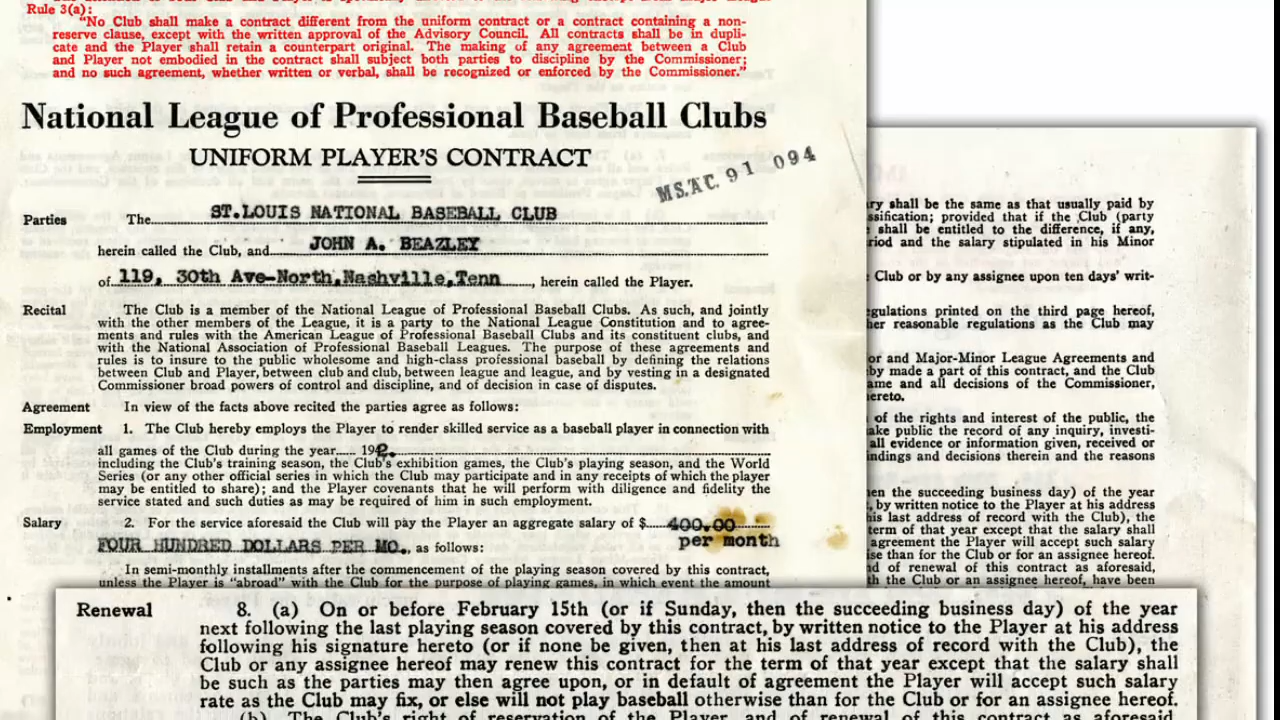 Rule 3(a):
"No Club shall make a contract different from the uniform contract or a contract containing a non-
reserve clause, except with the written approval of the Advisory Council. All contracts shall be in dupli-
cate and the Player shall retain a counterpart original. The making of any agreement between a Club
and Player not embodied in the contract shall subject both parties to discipline by the Commissioner;
and no such agreement, whether written or verbal, shall be recognized or enforced by the Commissioner."
National League of Professional Baseball Clubs
UNIFORM PLAYER'S CONTRACT
MS.AC. 91 094
Parties The ST.LOUIS NATIONAL BASEBALL CLUB
herein called the Club, and JOHN A. BEAZLEY
of 119, 30th Ave-North,Nashville,Tenn, herein called the Player.
Recital The Club is a member of the National League of Professional Baseball Clubs. As such, and jointly
with the other members of the League, it is a party to the National League Constitution and to agree-
ments and rules with the American League of Professional Baseball Clubs and its constituent clubs, and
with the National Association of Professional Baseball Leagues. The purpose of these agreements and
rules is to insure to the public wholesome and high-class professional baseball by defining the relations
between Club and Player, between club and club, between league and league, and by vesting in a designated
Commissioner broad powers of control and discipline, and of decision in case of disputes.
Agreement In view of the facts above recited the parties agree as follows:
Employment 1. The Club hereby employs the Player to render skilled service as a baseball player in connection with
all games of the Club during the year 1942.
including the Club's training season, the Club's exhibition games, the Club's playing season, and the World
Series (or any other official series in which the Club may participate and in any receipts of which the player
may be entitled to share); and the Player covenants that he will perform with diligence and fidelity the
service stated and such duties as may be required of him in such employment.
Salary 2. For the service aforesaid the Club will pay the Player an aggregate salary of $ 400.00
per month
FOUR HUNDRED DOLLARS PER MO., as follows:
In semi-monthly installments after the commencement of the playing season covered by this contract,
unless the Player is "abroad" with the Club for the purpose of playing games, in which event the amount
ry shall be the same as that usually paid by
ssification; provided that if the Club (party
shall be entitled to the difference, if any,
riod and the salary stipulated in his Minor
Club or by any assignee upon ten days' writ-
egulations printed on the third page hereof,
her reasonable regulations as the Club may
or and Major-Minor League Agreements and
by made a part of this contract, and the Club
ame and all decisions of the Commissioner,
ereto.
of the rights and interest of the public, the
ake public the record of any inquiry, investi-
all evidence or information given, received or
indings and decisions therein and the reasons
en the succeeding business day) of the year
, by written notice to the Player at his address
his last address of record with the Club), the
term of that year except that the salary shall
agreement the Player will accept such salary
ise than for the Club or for an assignee hereof.
d of renewal of this contract as aforesaid,
h the Club or an assignee hereof, have been
Renewal 8. (a) On or before February 15th (or if Sunday, then the succeeding business day) of the year
next following the last playing season covered by this contract, by written notice to the Player at his address
following his signature hereto (or if none be given, then at his last address of record with the Club), the
Club or any assignee hereof may renew this contract for the term of that year except that the salary shall
be such as the parties may then agree upon, or in default of agreement the Player will accept such salary
rate as the Club may fix, or else will not play baseball otherwise than for the Club or for an assignee hereof.
(b) The Club's right of reservation of the Player, and of renewal of this contract as aforesaid,